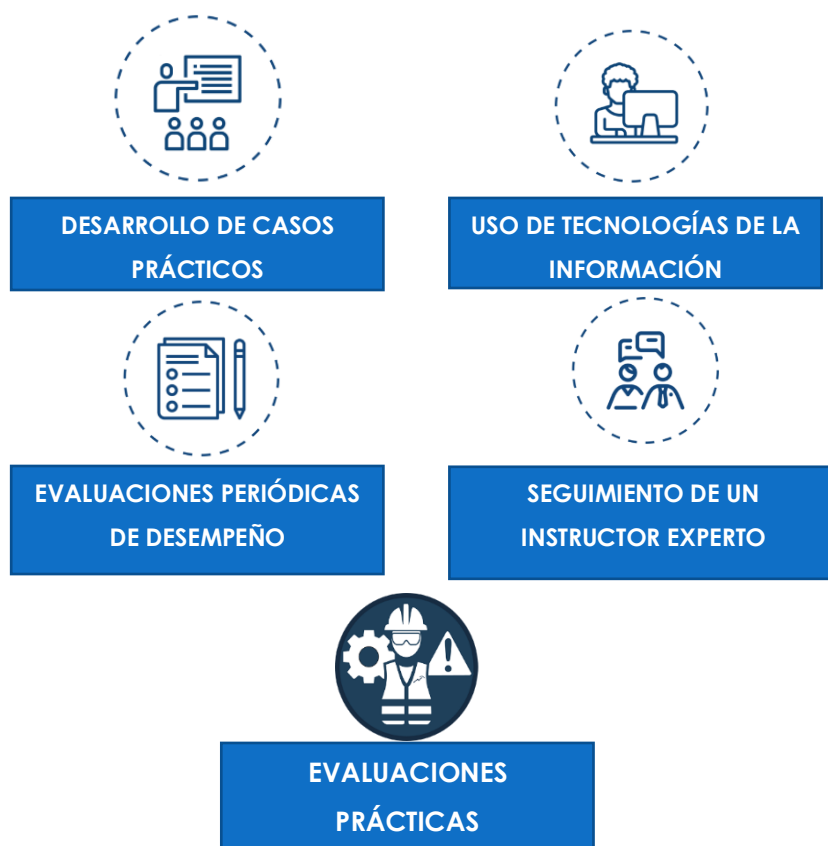 DESARROLLO DE CASOS
PRÁCTICOS
USO DE TECNOLOGÍAS DE LA
INFORMACIÓN
EVALUACIONES PERIÓDICAS
DE DESEMPEÑO
SEGUIMIENTO DE UN
INSTRUCTOR EXPERTO
EVALUACIONES
PRÁCTICAS